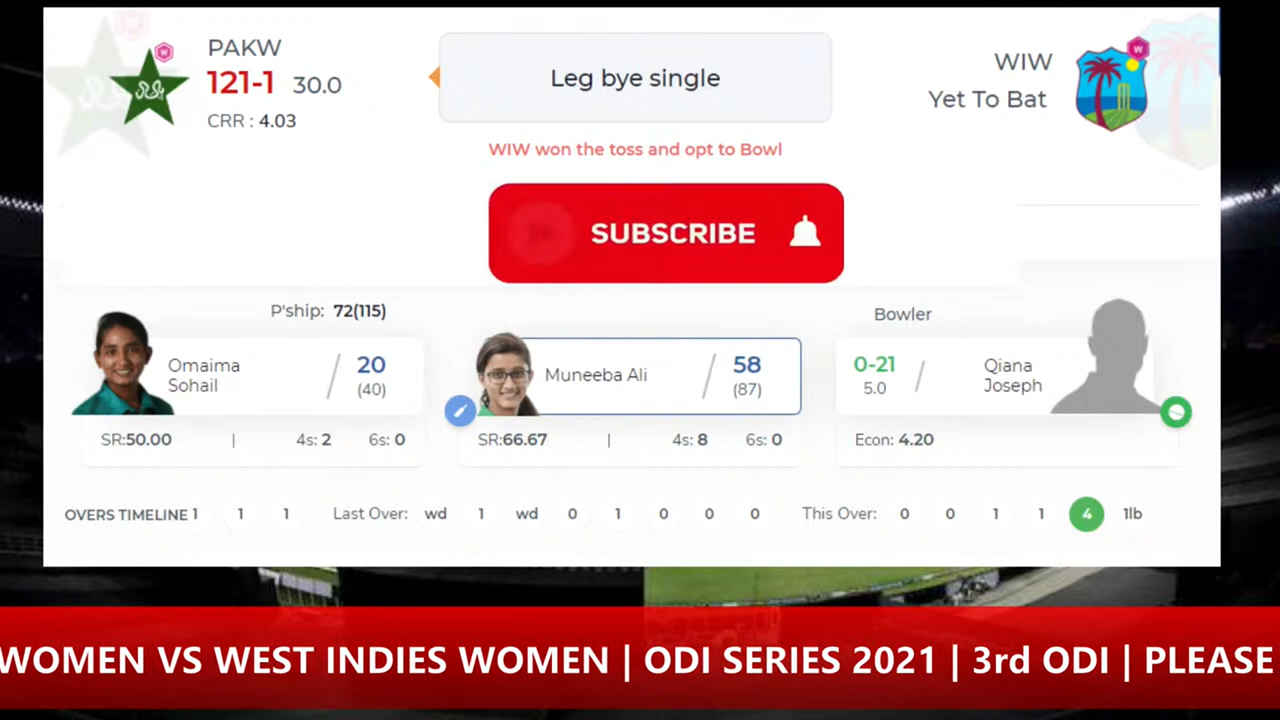 PAKW
121-1 30.0
CRR : 4.03
Leg bye single
WIW won the toss and opt to Bowl
WIW
Yet To Bat
W
W
SUBSCRIBE
P'ship: 72(115)
Bowler
Omaima Sohail / 20 (40)
SR:50.00 | 4s: 2 6s: 0
Muneeba Ali / 58 (87)
SR:66.67 | 4s: 8 6s: 0
0-21 5.0 / Qiana Joseph
Econ: 4.20
OVERS TIMELINE 1 1 1 Last Over: wd 1 wd 0 1 0 0 0 This Over: 0 0 1 1 4 1lb
WOMEN VS WEST INDIES WOMEN | ODI SERIES 2021 | 3rd ODI | PLEASE